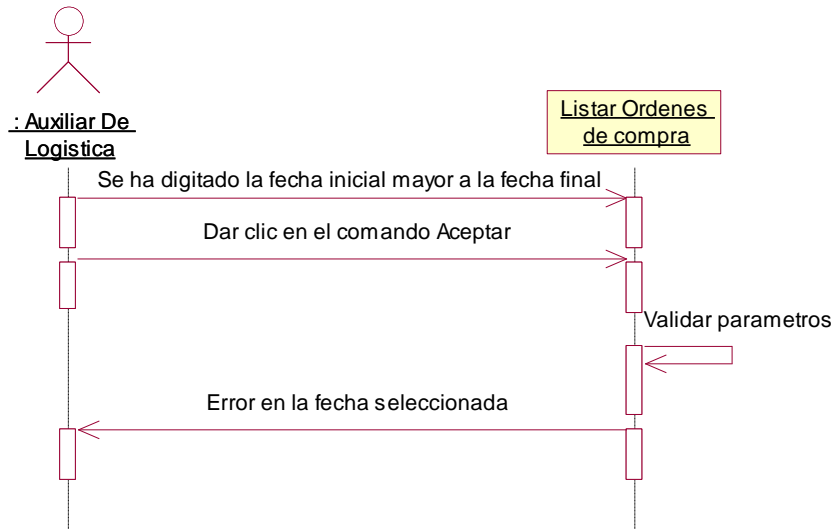 : Auxiliar De
Logistica
Listar Ordenes
de compra
Se ha digitado la fecha inicial mayor a la fecha final
Dar clic en el comando Aceptar
Validar parametros
Error en la fecha seleccionada